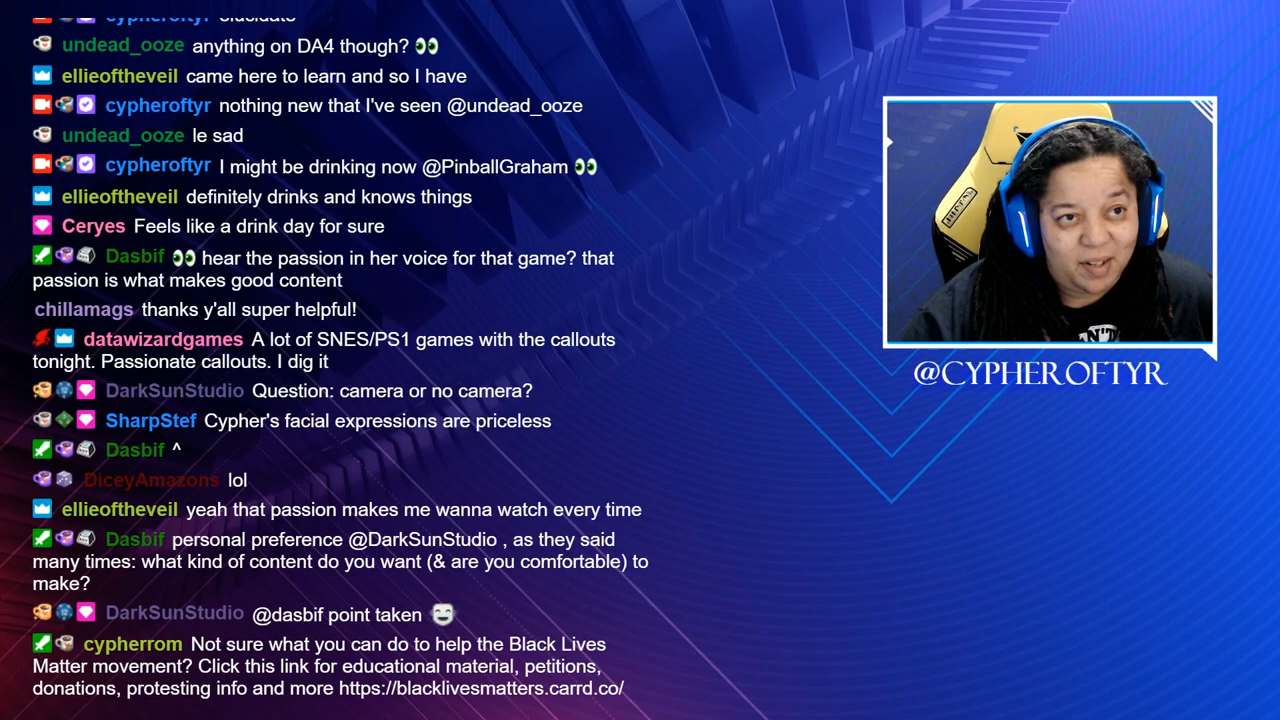 cypheroftyr elucidate
undead_ooze anything on DA4 though? 👀
ellieoftheveil came here to learn and so I have
cypheroftyr nothing new that I've seen @undead_ooze
undead_ooze le sad
cypheroftyr I might be drinking now @PinballGraham 👀
ellieoftheveil definitely drinks and knows things
Ceryes Feels like a drink day for sure
Dasbif 👀 hear the passion in her voice for that game? that
passion is what makes good content
chillamags thanks y'all super helpful!
datawizardgames A lot of SNES/PS1 games with the callouts
tonight. Passionate callouts. I dig it
DarkSunStudio Question: camera or no camera?
SharpStef Cypher's facial expressions are priceless
Dasbif ^
DiceyAmazons lol
ellieoftheveil yeah that passion makes me wanna watch every time
Dasbif personal preference @DarkSunStudio , as they said
many times: what kind of content do you want (& are you comfortable) to
make?
DarkSunStudio @dasbif point taken
cypherrom Not sure what you can do to help the Black Lives
Matter movement? Click this link for educational material, petitions,
donations, protesting info and more https://blacklivesmatters.carrd.co/
@CYPHEROFTYR